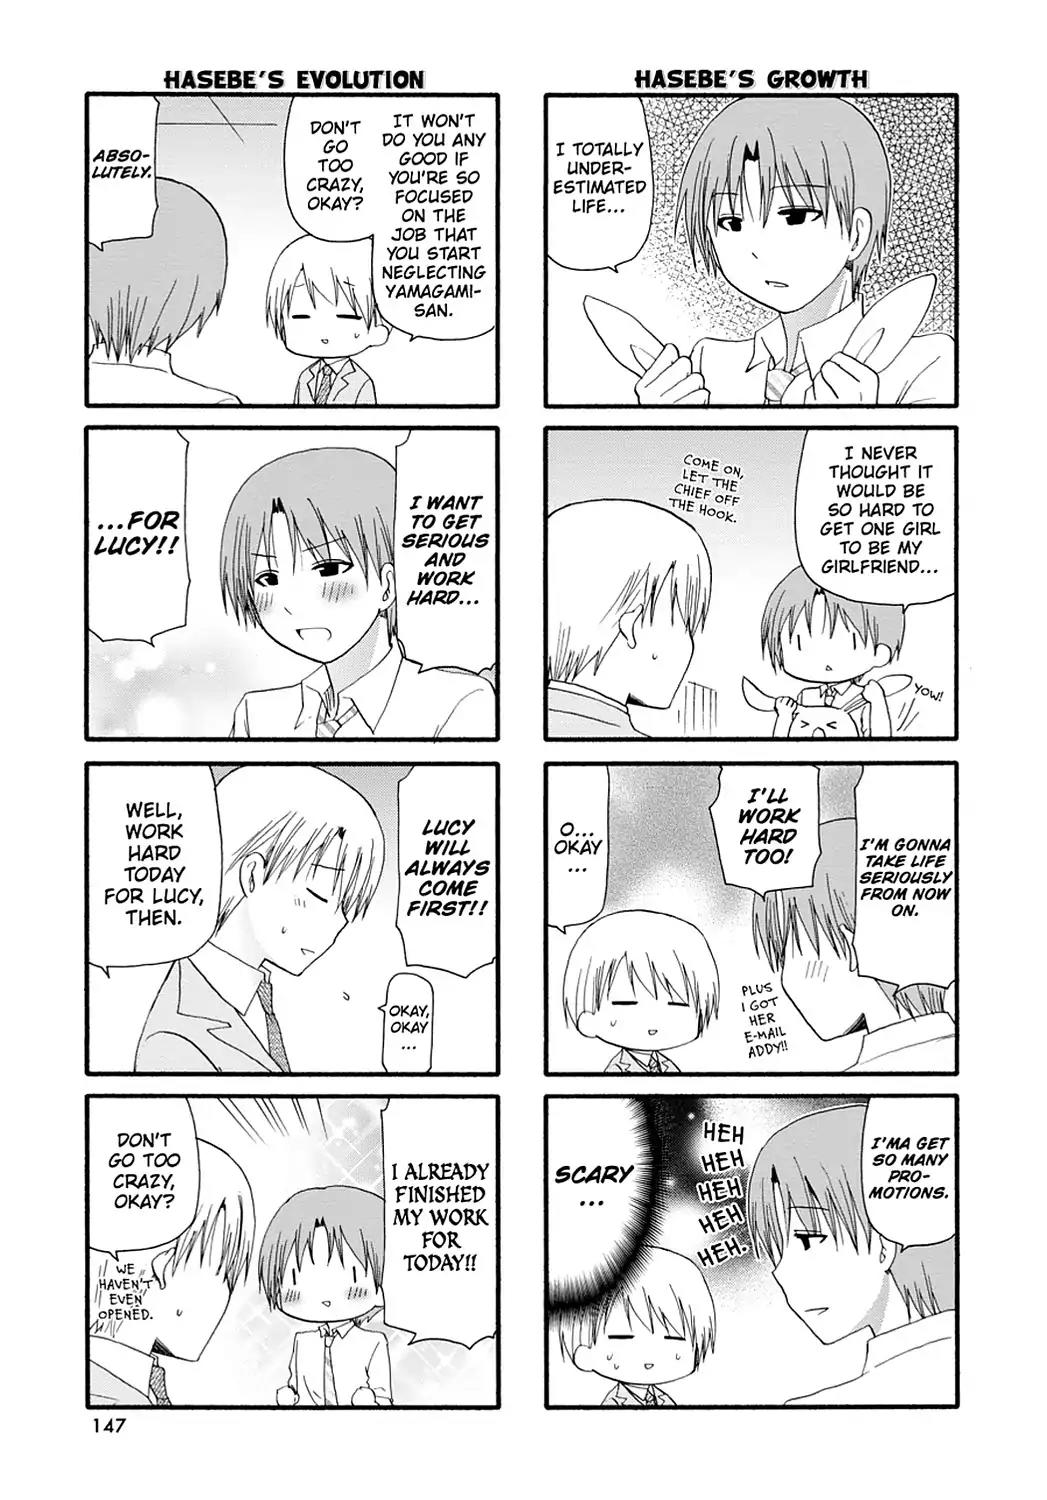 HASEBE'S GROWTH
I TOTALLY
UNDER-
ESTIMATED
LIFE...
I NEVER
THOUGHT IT
WOULD BE
SO HARD TO
GET ONE GIRL
TO BE MY
GIRLFRIEND...
COME ON,
LET THE
CHIEF OFF
THE HOOK.
YOW!
I'M GONNA
TAKE LIFE
SERIOUSLY
FROM NOW
ON.
I'LL
WORK
HARD
TOO!
PLUS
I GOT
HER
E-MAIL
ADDY!!
O...
OKAY
...
I'MA GET
SO MANY
PRO-
MOTIONS.
HEH
HEH
HEH
HEH
HEH.
SCARY
...
HASEBE'S EVOLUTION
IT WON'T
DO YOU ANY
GOOD IF
YOU'RE SO
FOCUSED
ON THE
JOB THAT
YOU START
NEGLECTING
YAMAGAMI-
SAN.
DON'T
GO
TOO
CRAZY,
OKAY?
ABSO-
LUTELY.
I WANT
TO GET
SERIOUS
AND
WORK
HARD...
...FOR
LUCY!!
LUCY
WILL
ALWAYS
COME
FIRST!!
WELL,
WORK
HARD
TODAY
FOR LUCY,
THEN.
OKAY,
OKAY
...
I ALREADY
FINISHED
MY WORK
FOR
TODAY!!
DON'T
GO TOO
CRAZY,
OKAY?
WE
HAVEN'T
EVEN
OPENED.
147